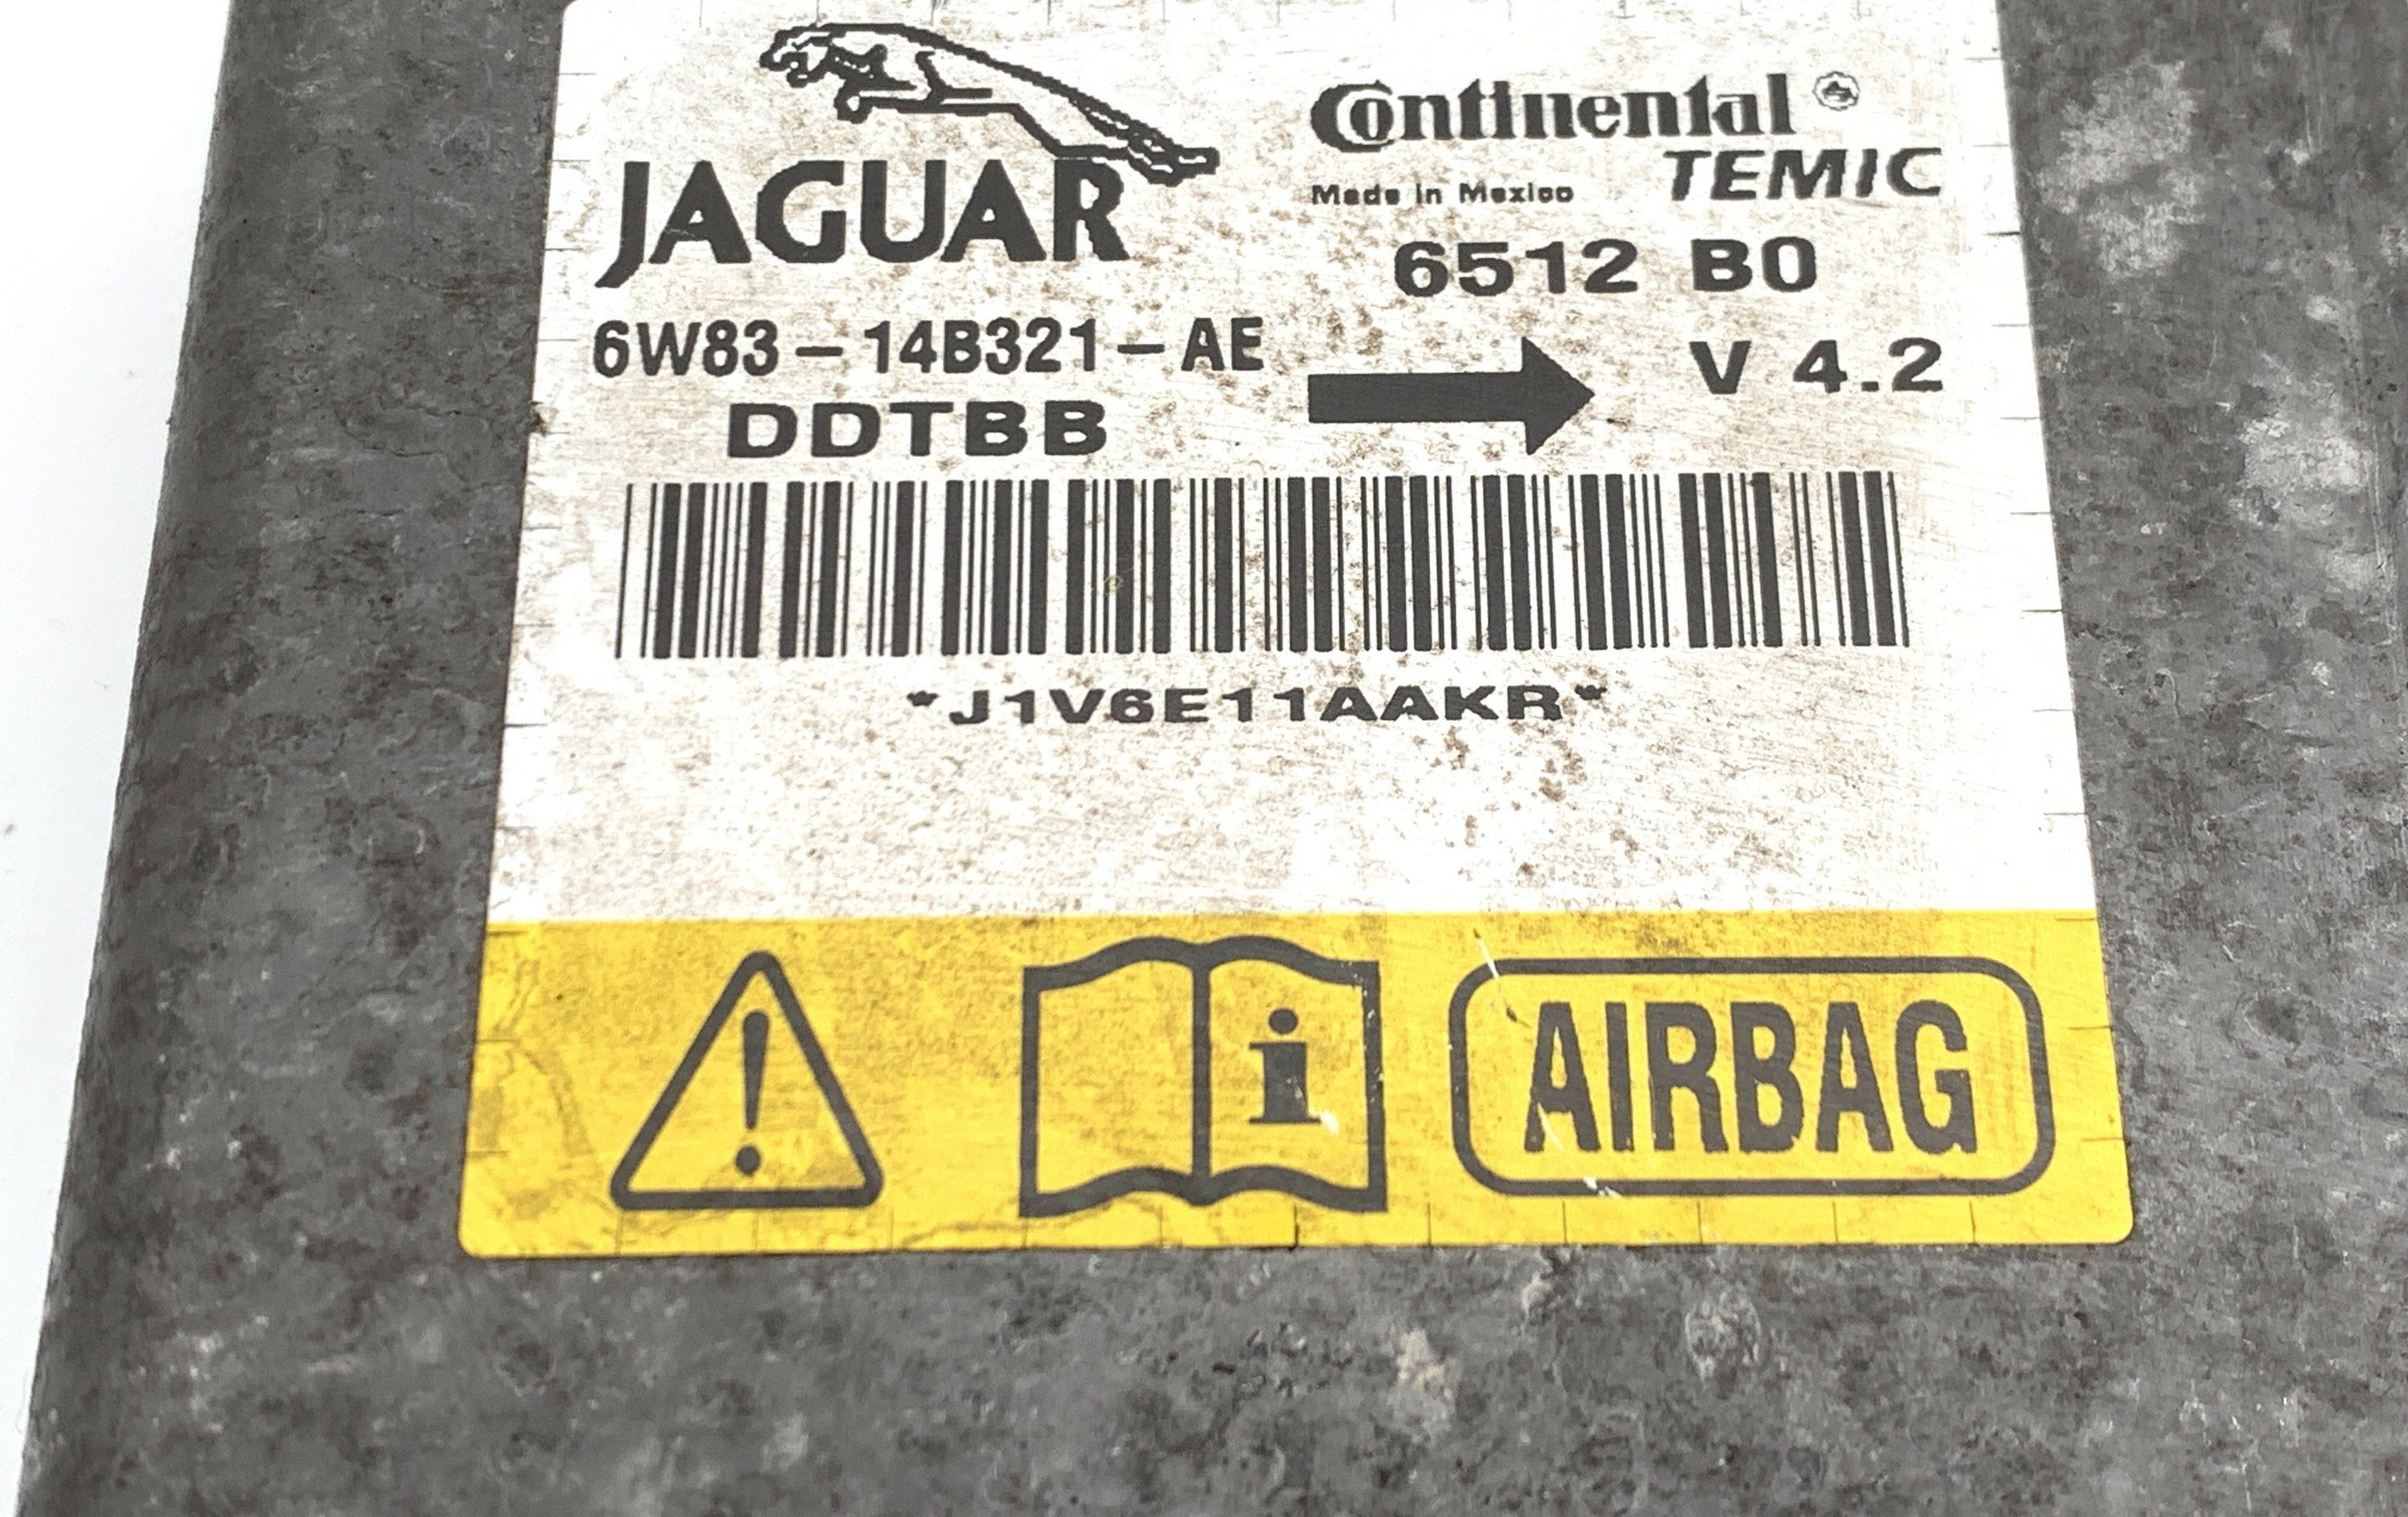 JAGUAR
Continental®
TEMIC
Made in Mexico
6512 B0
6W83-14B321-AE
V 4.2
DDTBB
*J1V6E11AAKR*
!
i
AIRBAG